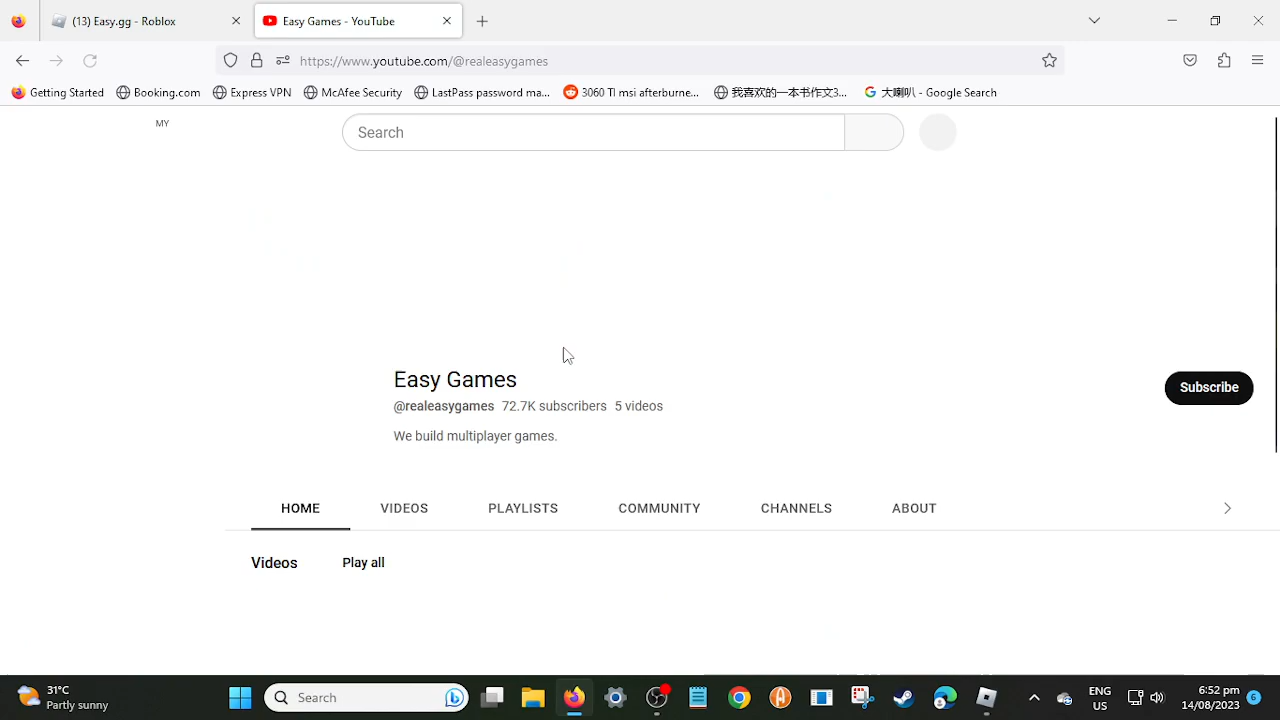 (13) Easy.gg - Roblox
Easy Games - YouTube
https://www.youtube.com/@realeasygames
Getting Started
Booking.com
Express VPN
McAfee Security
LastPass password ma...
3060 TI msi afterburne...
我喜欢的一本书作文3...
大喇叭 - Google Search
MY
Search
Easy Games
@realeasygames 72.7K subscribers 5 videos
We build multiplayer games.
Subscribe
HOME VIDEOS PLAYLISTS COMMUNITY CHANNELS ABOUT
Videos Play all
31°C
Partly sunny
Search
ENG
US
6:52 pm
14/08/2023
6